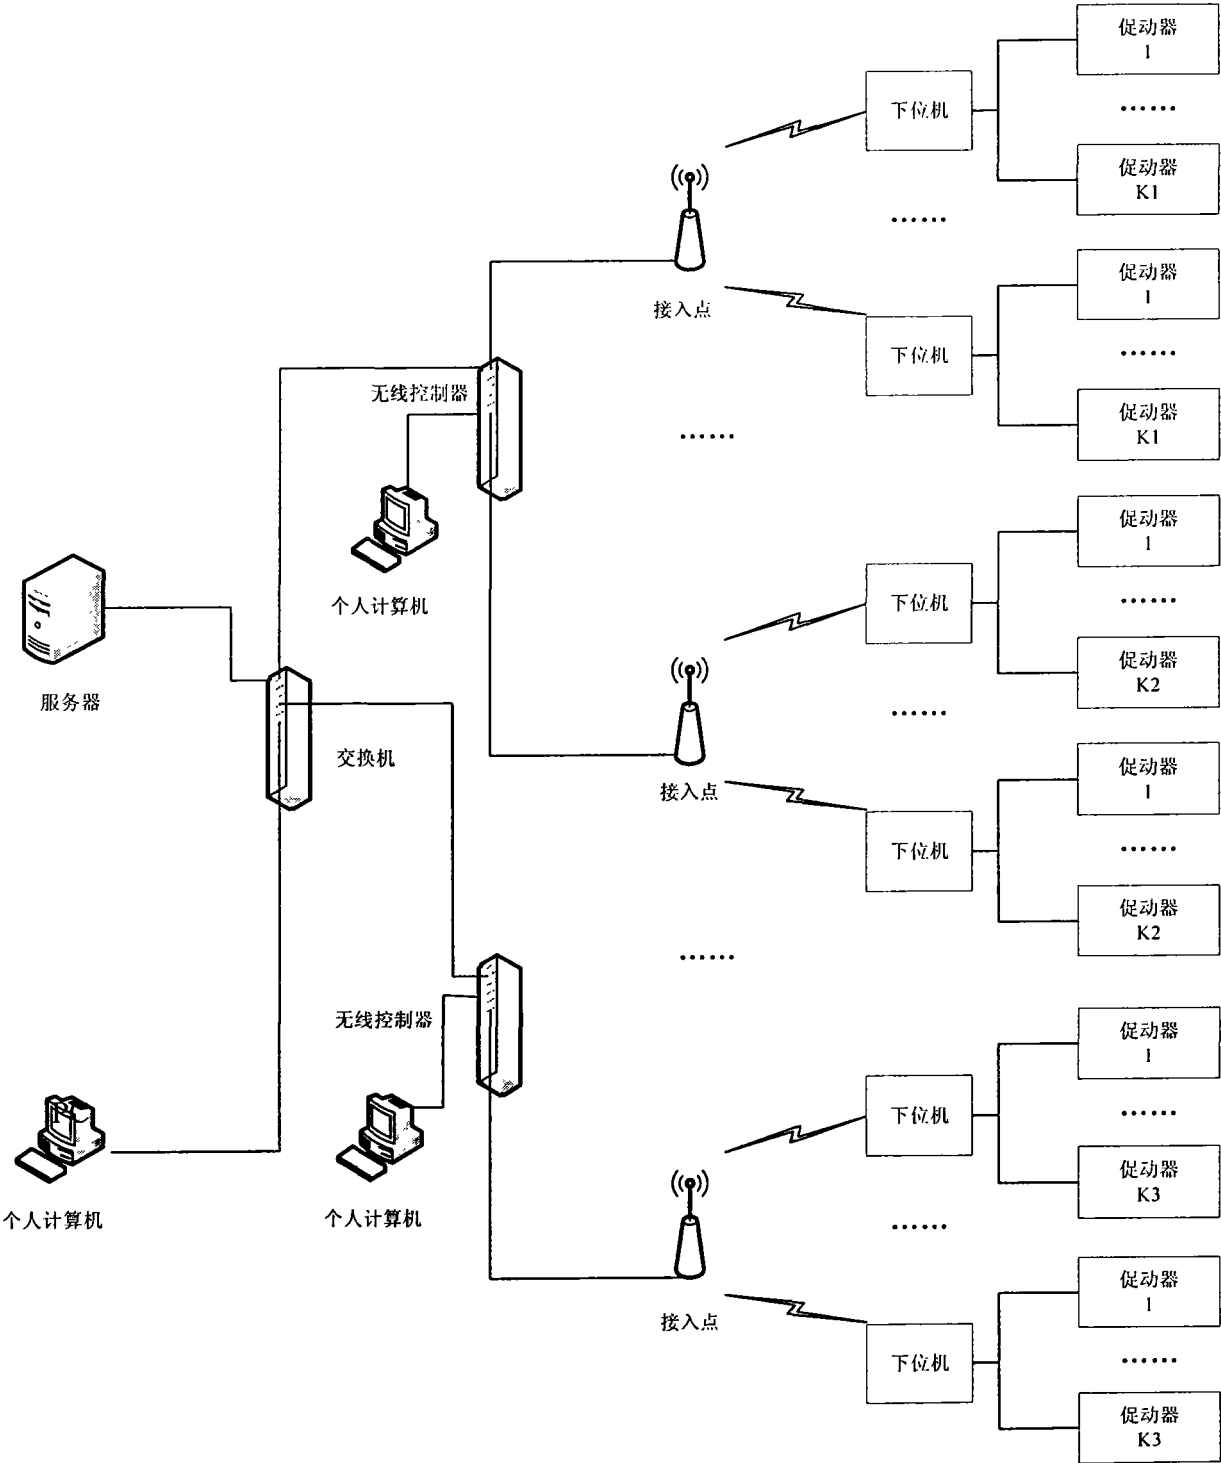 促动器
1
……
促动器
K1
下位机
……
接入点
促动器
1
……
促动器
K1
下位机
无线控制器
……
个人计算机
促动器
1
……
促动器
K2
下位机
服务器
交换机
……
接入点
促动器
1
……
促动器
K2
下位机
……
无线控制器
促动器
1
……
促动器
K3
下位机
个人计算机
个人计算机
……
接入点
促动器
1
……
促动器
K3
下位机